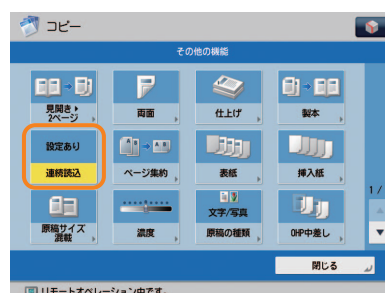 コピー
その他の機能
見開き▸
2ページ
両面
仕上げ
製本
設定あり
連続読込
ページ集約
表紙
挿入紙
1/
原稿サイズ
混載
濃度
文字/写真
原稿の種類
OHP中差し
閉じる
リモートオペレーション中です。